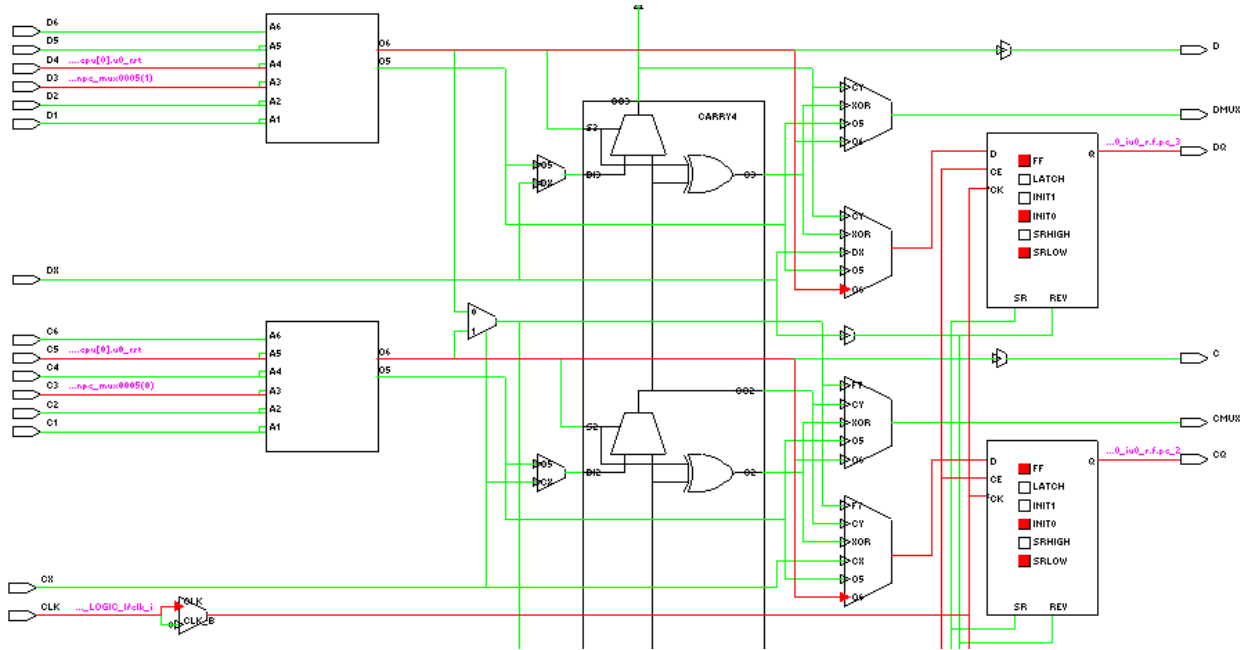 D6
D5
D4 ....cpu[0].u0_rst
D3 ...npc_mux0005(1)
D2
D1
A6
A5
A4
A3
A2
A1
O6
O5
CO3
CARRY4
S3
O5
DX
DI3
O3
CY
XOR
O5
O6
D
DMUX
...0_iu0_r.f.pc_3
DQ
D
CE
CK
Q
FF
LATCH
INIT1
INIT0
SRHIGH
SRLOW
SR
REV
CY
XOR
DX
O5
O6
DX
0
1
C6
C5 ....cpu[0].u0_rst
C4
C3 ...npc_mux0005(0)
C2
C1
A6
A5
A4
A3
A2
A1
O6
O5
CO2
S2
O5
CX
DI2
O2
F7
CY
XOR
O5
O6
C
CMUX
...0_iu0_r.f.pc_2
CQ
D
CE
CK
Q
FF
LATCH
INIT1
INIT0
SRHIGH
SRLOW
SR
REV
F7
CY
XOR
CX
O5
O6
CX
CLK ..._LOGIC_I/clk_i
CLK
CLK_B